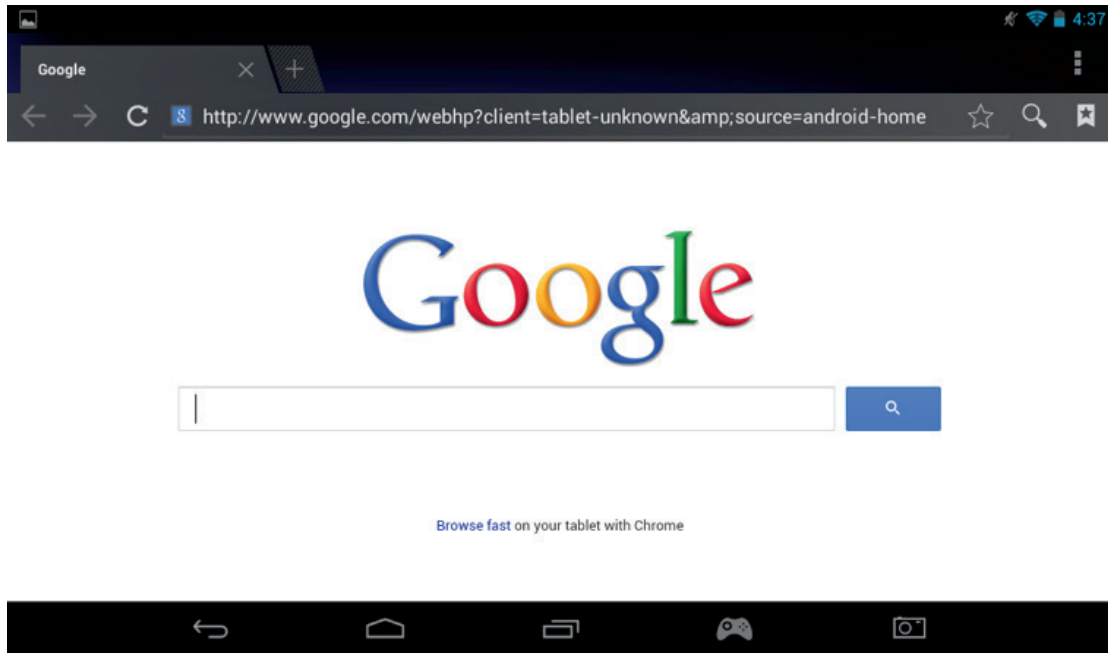 4:37
Google
http://www.google.com/webhp?client=tablet-unknown&amp;source=android-home
Google
Browse fast on your tablet with Chrome